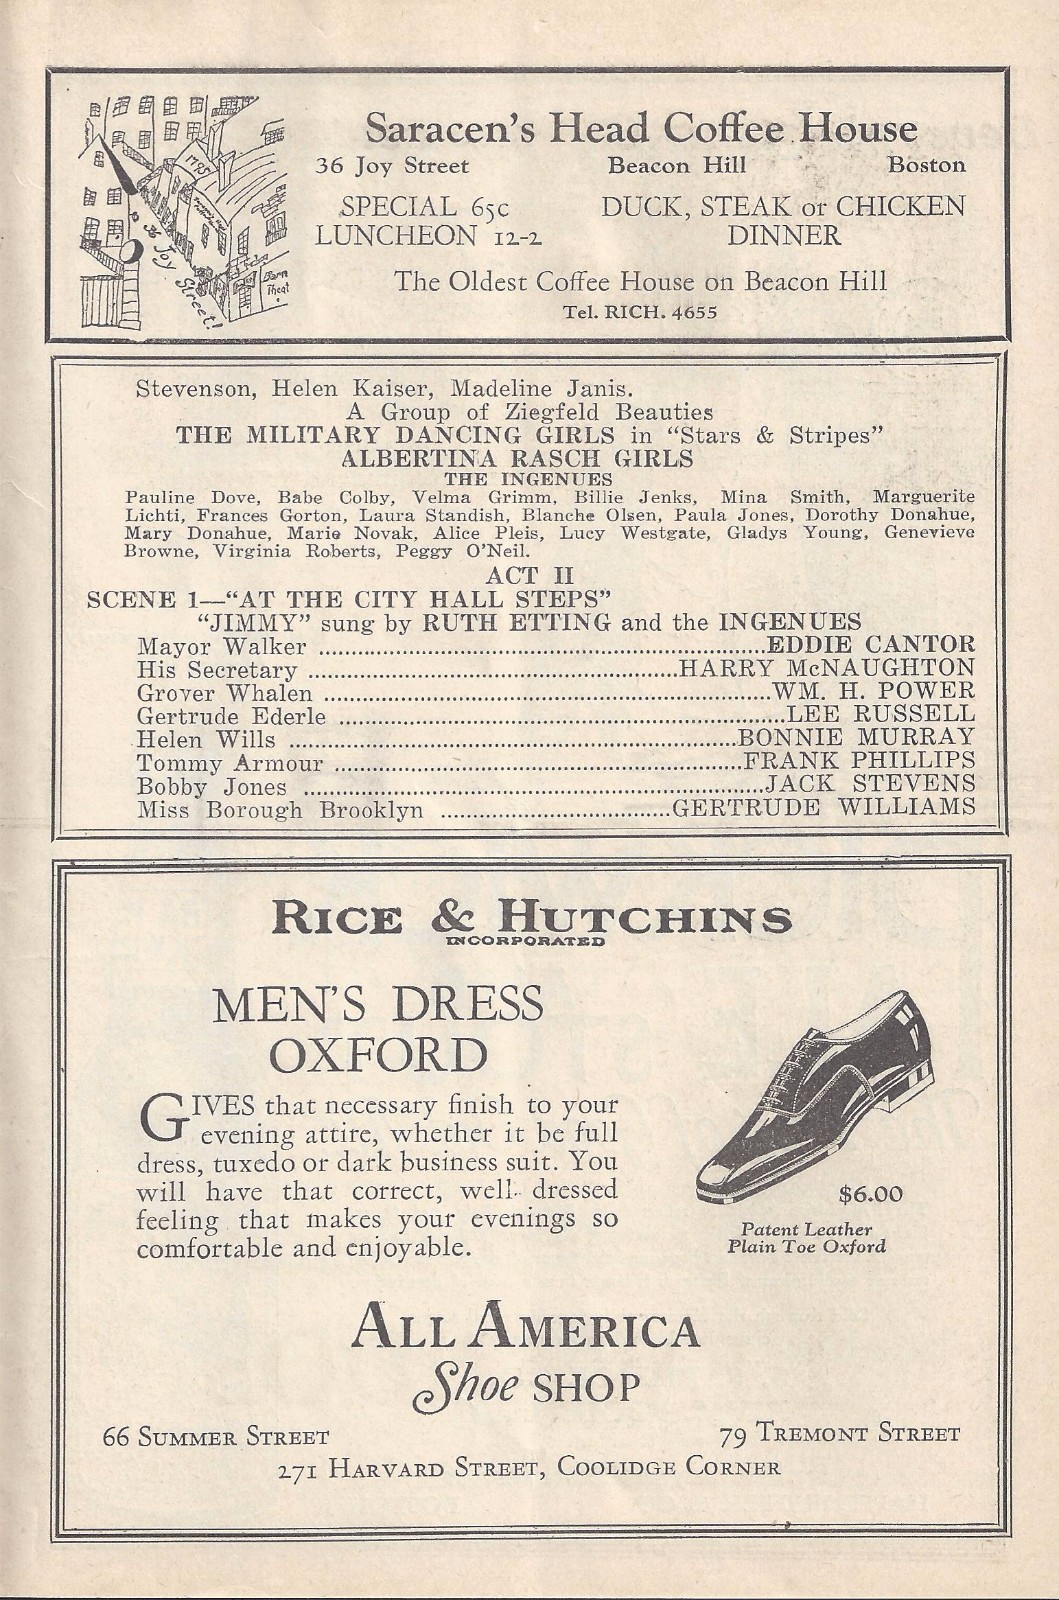 Saracen's Head Coffee House
36 Joy Street Beacon Hill Boston
SPECIAL 65c DUCK, STEAK or CHICKEN
LUNCHEON 12-2 DINNER
The Oldest Coffee House on Beacon Hill
Tel. RICH. 4655
1795
36 Joy Street!
Barn
Theat
Stevenson, Helen Kaiser, Madeline Janis.
A Group of Ziegfeld Beauties
THE MILITARY DANCING GIRLS in "Stars & Stripes"
ALBERTINA RASCH GIRLS
THE INGENUES
Pauline Dove, Babe Colby, Velma Grimm, Billie Jenks, Mina Smith, Marguerite
Lichti, Frances Gorton, Laura Standish, Blanche Olsen, Paula Jones, Dorothy Donahue,
Mary Donahue, Marie Novak, Alice Pleis, Lucy Westgate, Gladys Young, Genevieve
Browne, Virginia Roberts, Peggy O'Neil.
ACT II
SCENE 1—"AT THE CITY HALL STEPS"
"JIMMY" sung by RUTH ETTING and the INGENUES
Mayor Walker ........ EDDIE CANTOR
His Secretary ........ HARRY McNAUGHTON
Grover Whalen ........ WM. H. POWER
Gertrude Ederle ........ LEE RUSSELL
Helen Wills ........ BONNIE MURRAY
Tommy Armour ........ FRANK PHILLIPS
Bobby Jones ........ JACK STEVENS
Miss Borough Brooklyn ........ GERTRUDE WILLIAMS
RICE & HUTCHINS
INCORPORATED
MEN'S DRESS
OXFORD
GIVES that necessary finish to your
evening attire, whether it be full
dress, tuxedo or dark business suit. You
will have that correct, well-dressed
feeling that makes your evenings so
comfortable and enjoyable.
$6.00
Patent Leather
Plain Toe Oxford
ALL AMERICA
Shoe SHOP
66 SUMMER STREET 79 TREMONT STREET
271 HARVARD STREET, COOLIDGE CORNER